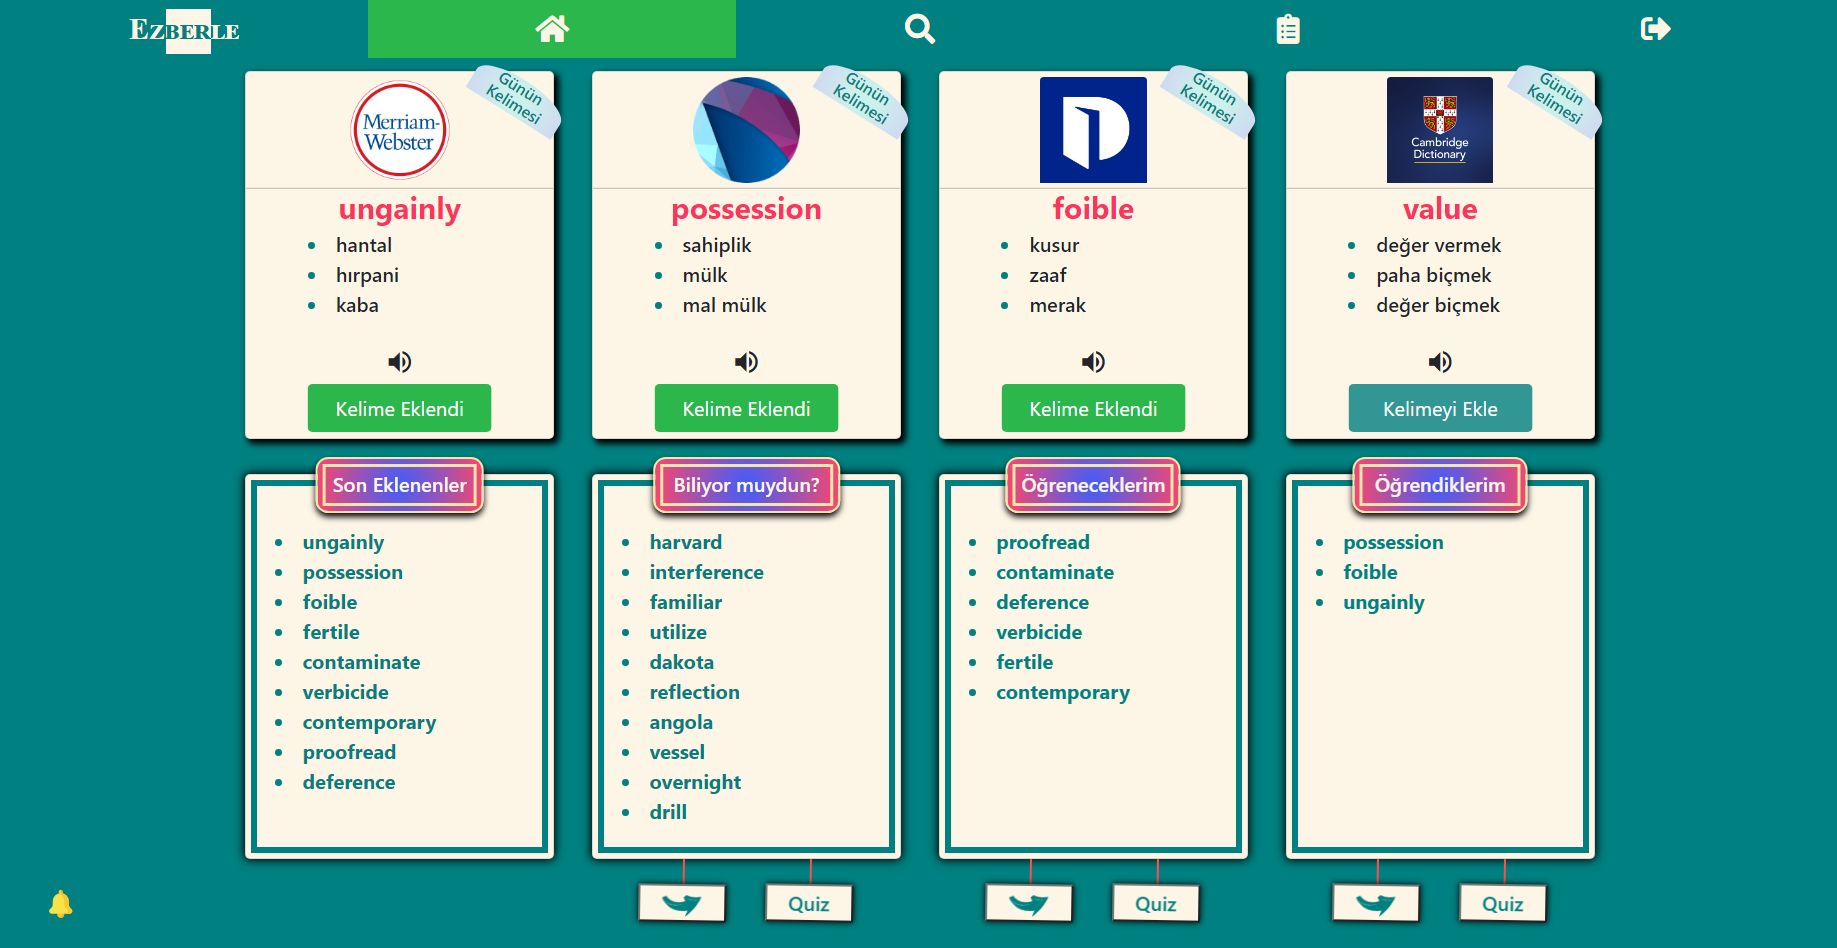 EZBERLE
Günün
Kelimesi
Merriam-
Webster
ungainly
hantal
hırpani
kaba
Kelime Eklendi
Günün
Kelimesi
possession
sahiplik
mülk
mal mülk
Kelime Eklendi
Günün
Kelimesi
foible
kusur
zaaf
merak
Kelime Eklendi
Günün
Kelimesi
Cambridge
Dictionary
value
değer vermek
paha biçmek
değer biçmek
Kelimeyi Ekle
Son Eklenenler
ungainly
possession
foible
fertile
contaminate
verbicide
contemporary
proofread
deference
Biliyor muydun?
harvard
interference
familiar
utilize
dakota
reflection
angola
vessel
overnight
drill
Quiz
Öğreneceklerim
proofread
contaminate
deference
verbicide
fertile
contemporary
Quiz
Öğrendiklerim
possession
foible
ungainly
Quiz